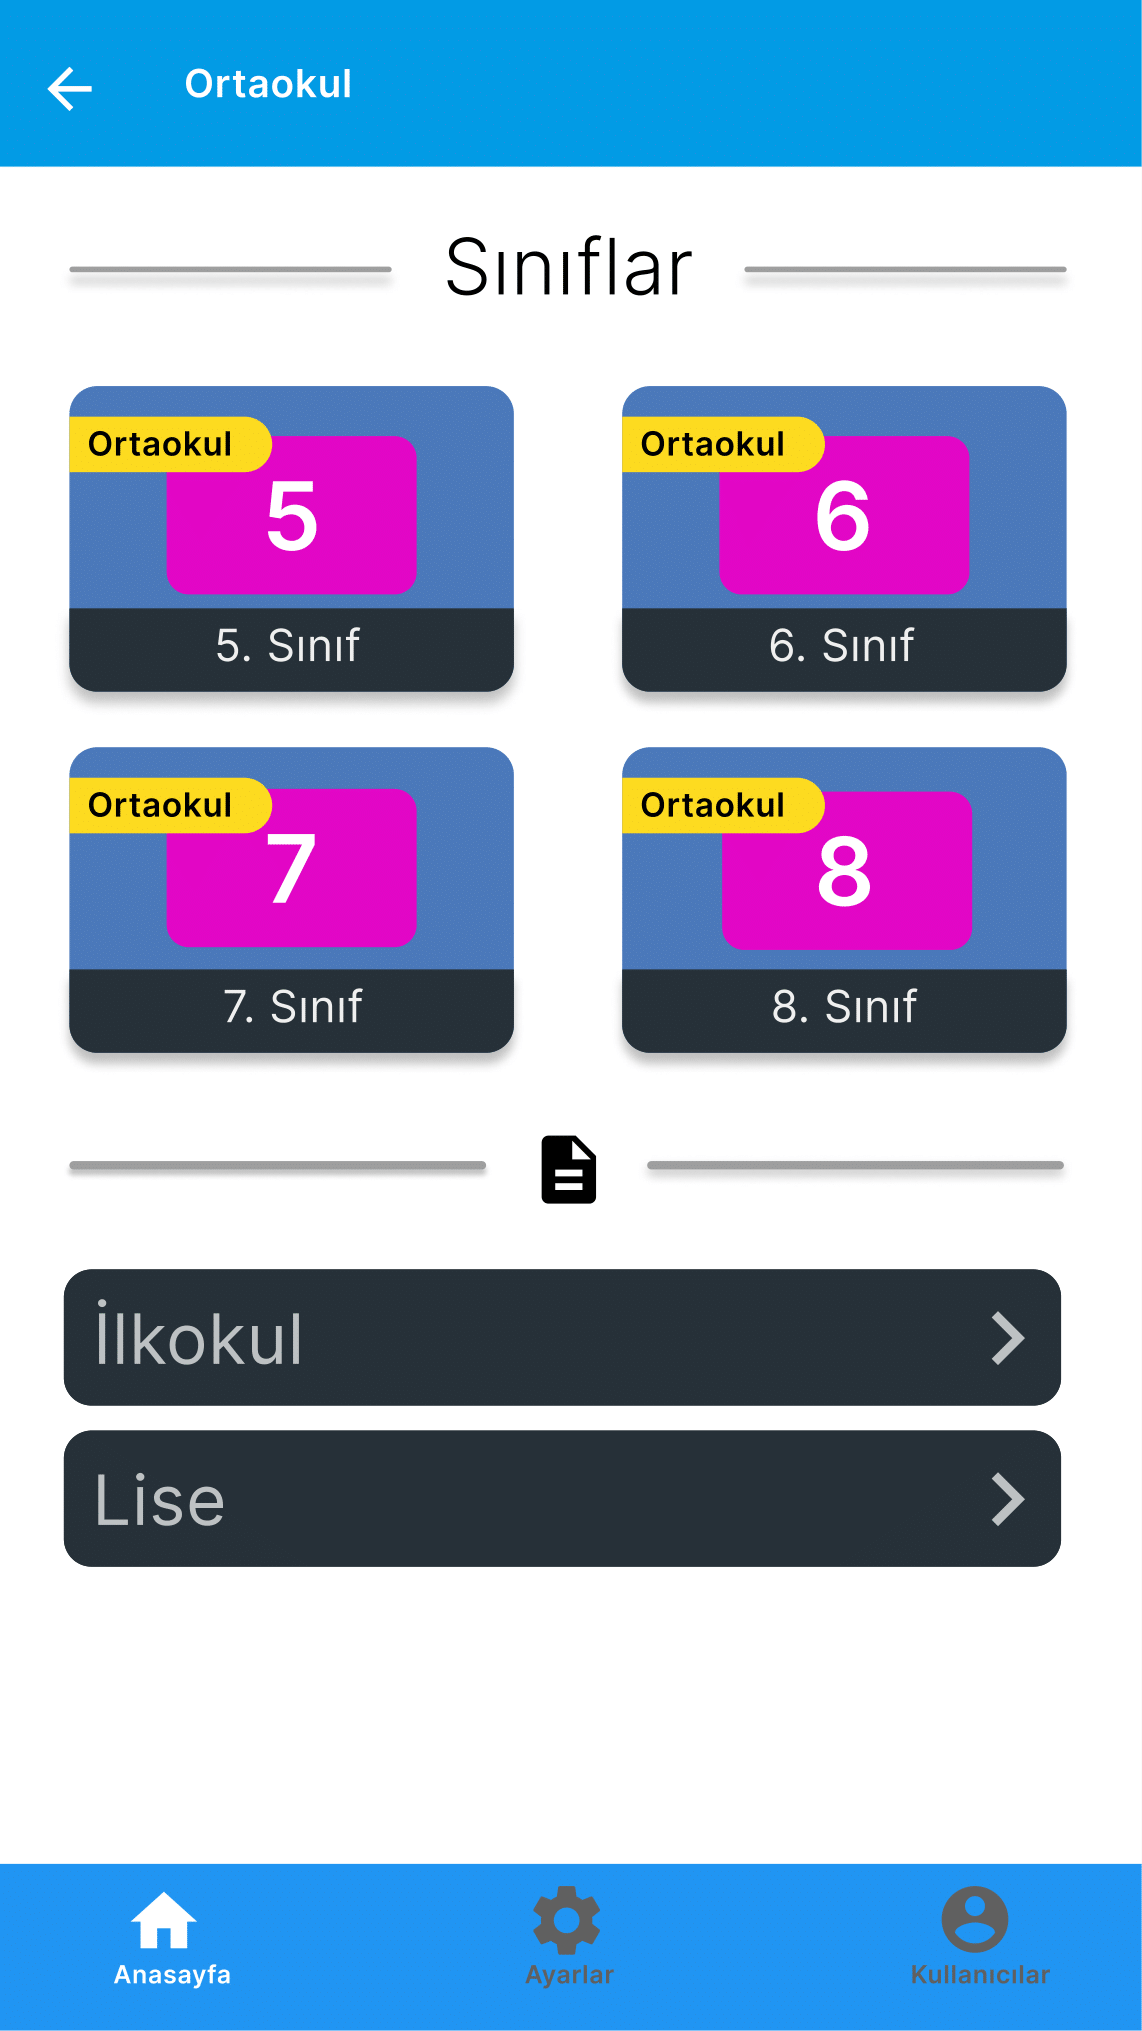 Ortaokul
Sınıflar
Ortaokul
5
5. Sınıf
Ortaokul
6
6. Sınıf
Ortaokul
7
7. Sınıf
Ortaokul
8
8. Sınıf
İlkokul
Lise
Anasayfa
Ayarlar
Kullanıcılar